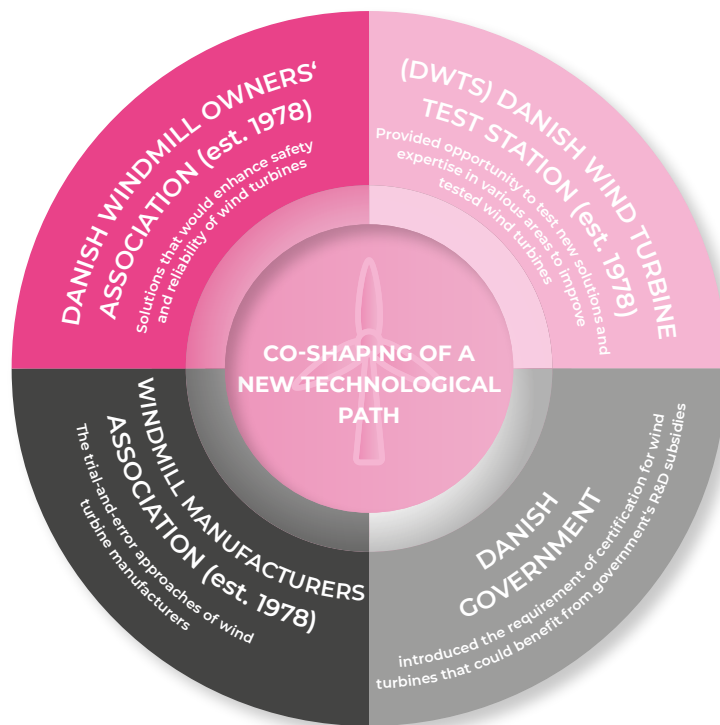 DANISH WINDMILL OWNERS‘
ASSOCIATION (est. 1978)
Solutions that would enhance safety
and reliability of wind turbines
(DWTS) DANISH WIND TURBINE
TEST STATION (est. 1978)
Provided opportunity to test new solutions and
expertise in various areas to improve
tested wind turbines
CO-SHAPING OF A
NEW TECHNOLOGICAL
PATH
WINDMILL MANUFACTURERS
ASSOCIATION (est. 1978)
The trial-and-error approaches of wind
turbine manufacturers
DANISH
GOVERNMENT
introduced the requirement of certification for wind
turbines that could benefit from government's R&D subsidies